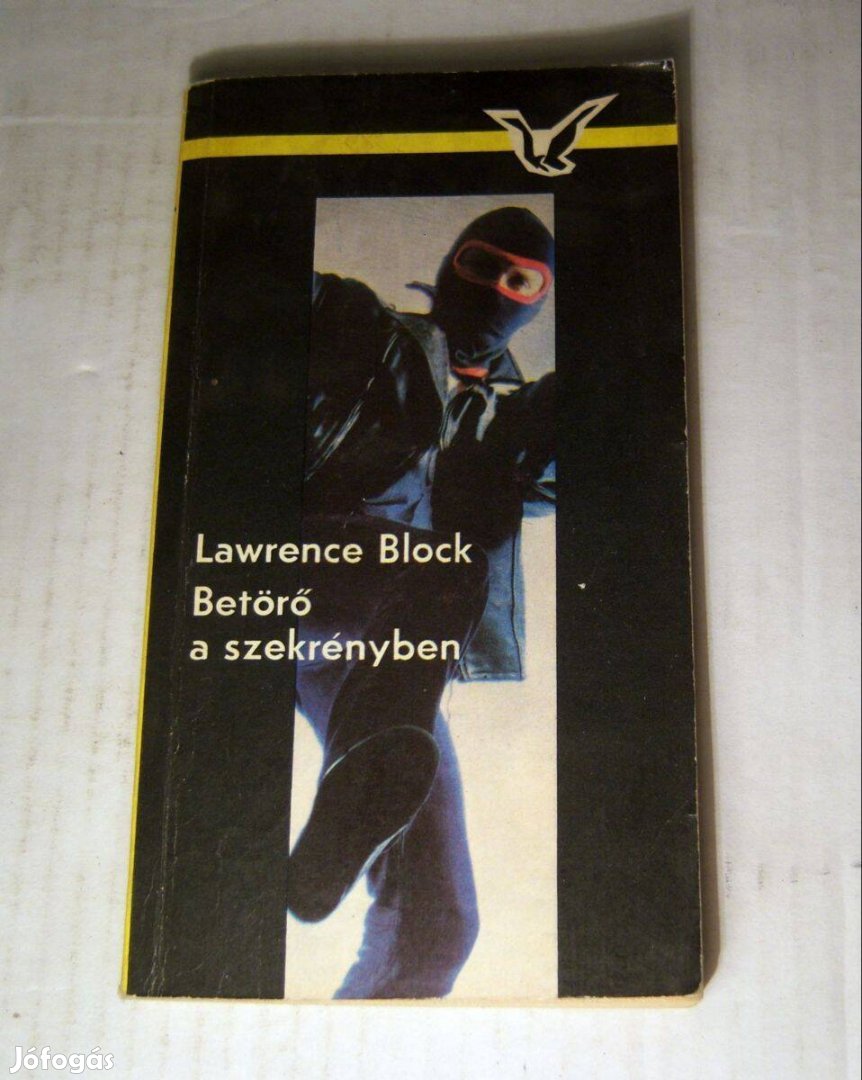 Lawrence Block
Betörő
a szekrényben
Jófogás